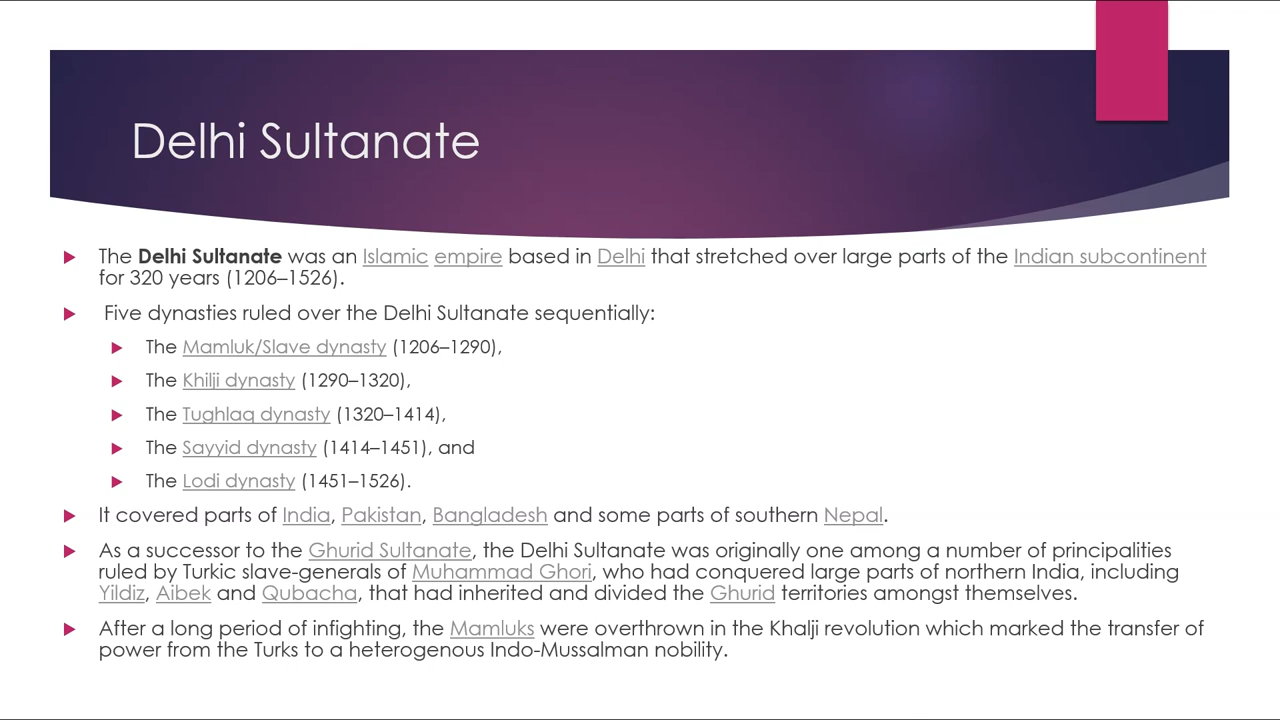 Delhi Sultanate
The Delhi Sultanate was an Islamic empire based in Delhi that stretched over large parts of the Indian subcontinent
for 320 years (1206–1526).
Five dynasties ruled over the Delhi Sultanate sequentially:
The Mamluk/Slave dynasty (1206–1290),
The Khilji dynasty (1290–1320),
The Tughlaq dynasty (1320–1414),
The Sayyid dynasty (1414–1451), and
The Lodi dynasty (1451–1526).
It covered parts of India, Pakistan, Bangladesh and some parts of southern Nepal.
As a successor to the Ghurid Sultanate, the Delhi Sultanate was originally one among a number of principalities
ruled by Turkic slave-generals of Muhammad Ghori, who had conquered large parts of northern India, including
Yildiz, Aibek and Qubacha, that had inherited and divided the Ghurid territories amongst themselves.
After a long period of infighting, the Mamluks were overthrown in the Khalji revolution which marked the transfer of
power from the Turks to a heterogenous Indo-Mussalman nobility.